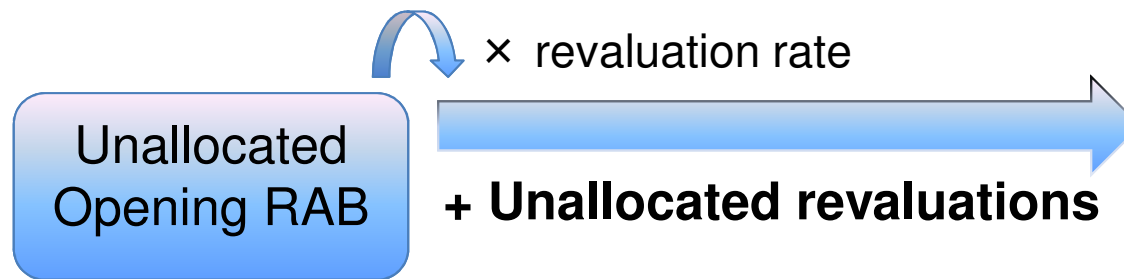 × revaluation rate
Unallocated
Opening RAB
+ Unallocated revaluations